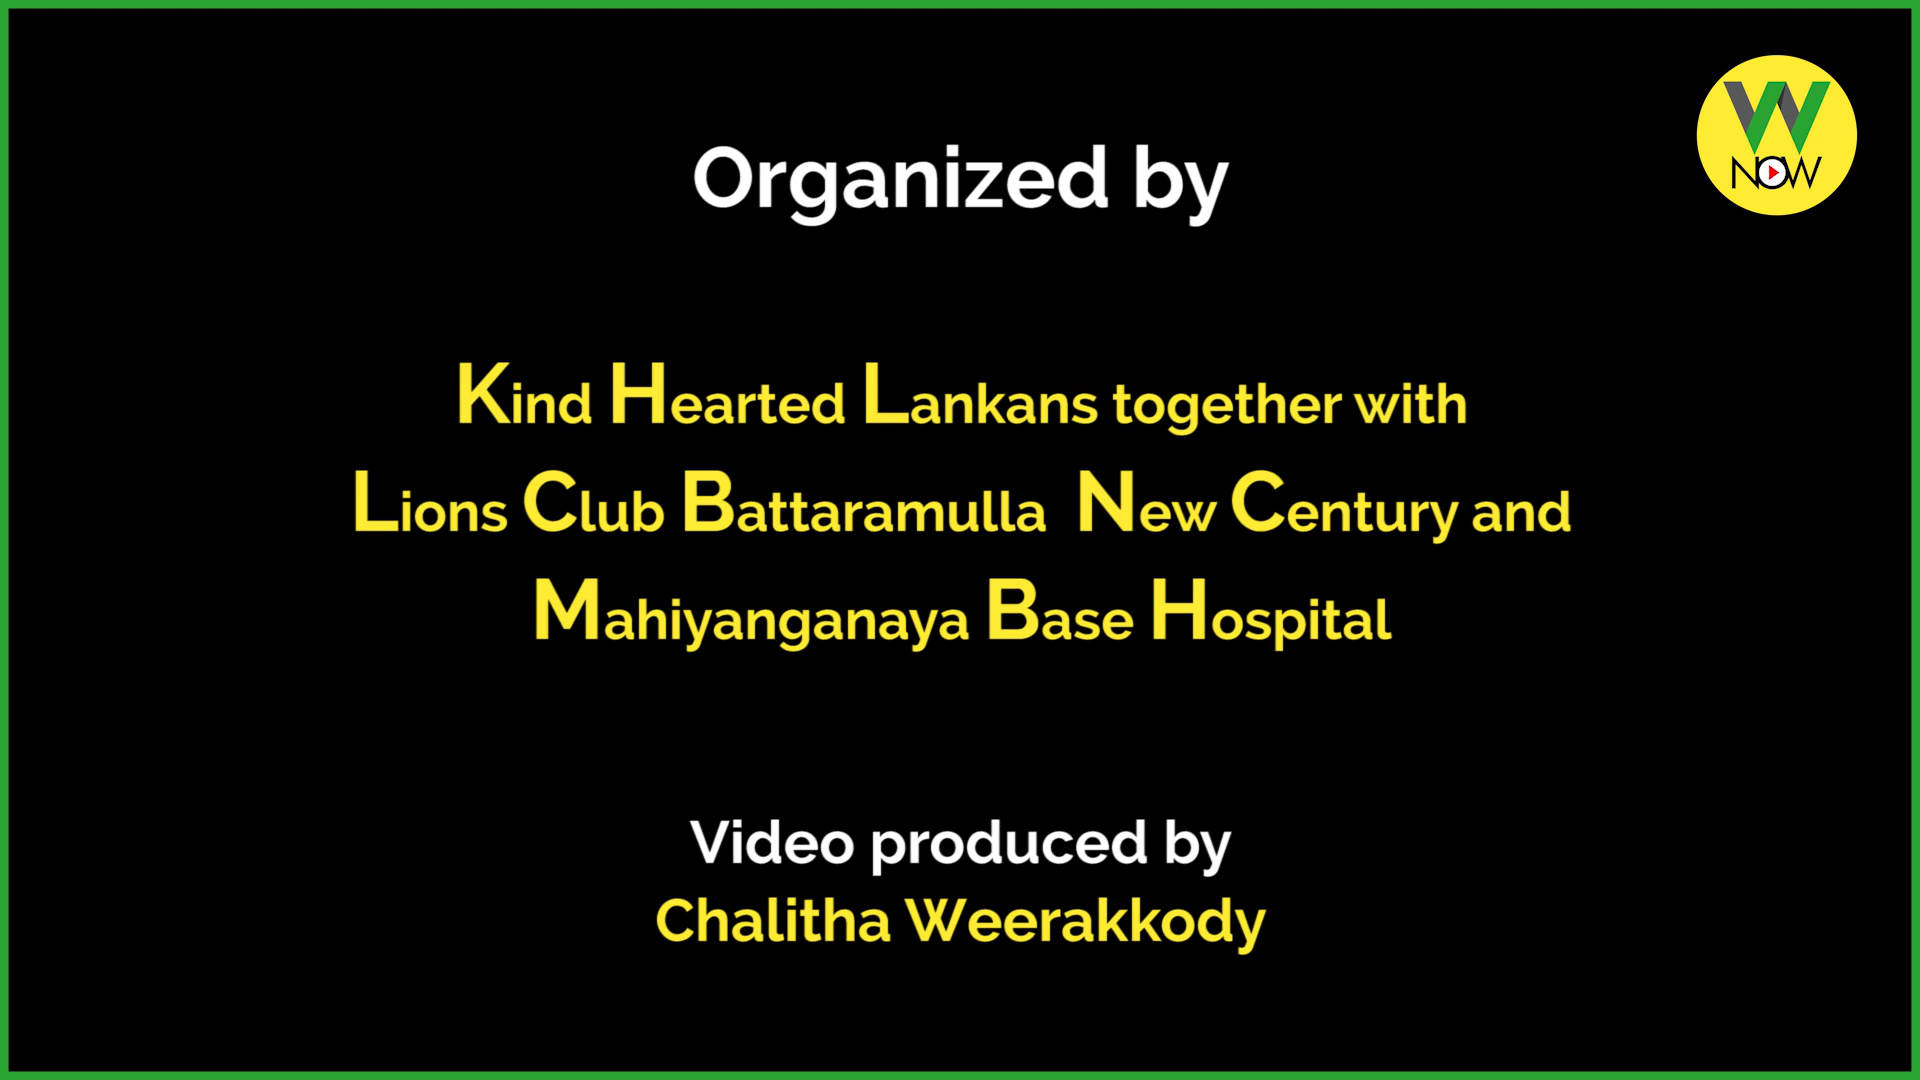 W
NOW
Organized by
Kind Hearted Lankans together with
Lions Club Battaramulla New Century and
Mahiyanganaya Base Hospital
Video produced by
Chalitha Weerakkody